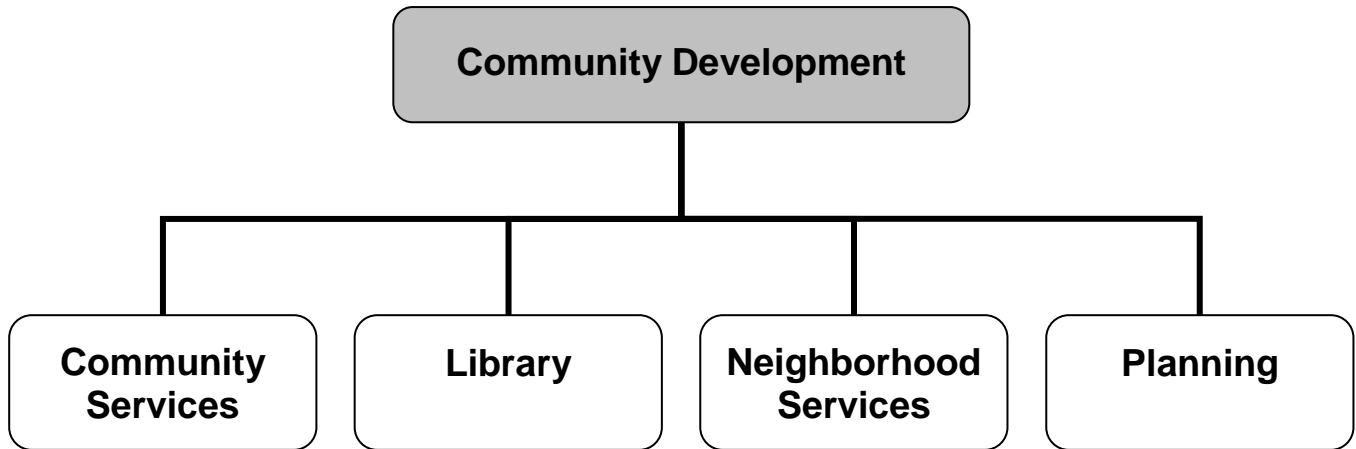 Community Development
Community
Services
Library
Neighborhood
Services
Planning